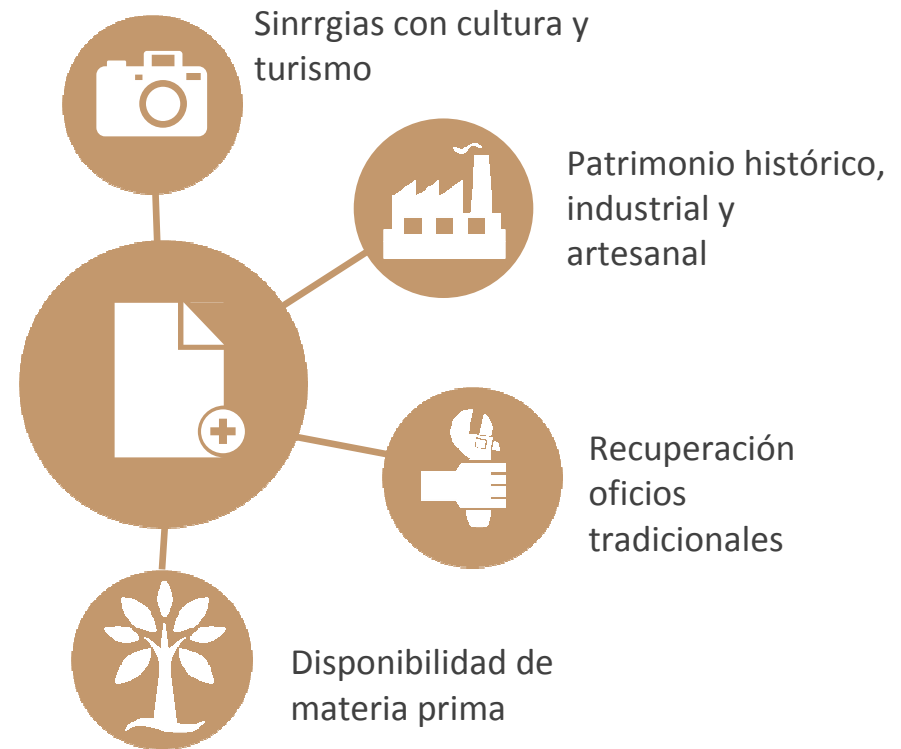 Sinrrgias con cultura y
turismo
Patrimonio histórico,
industrial y
artesanal
Recuperación
oficios
tradicionales
Disponibilidad de
materia prima